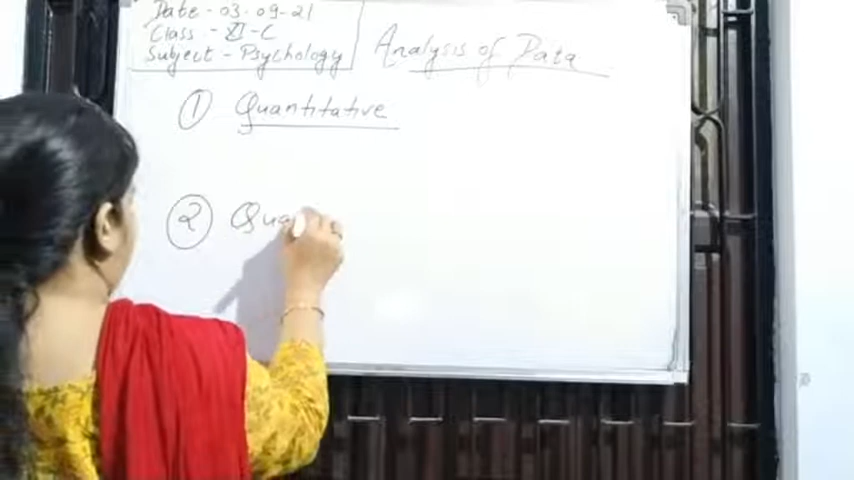 Date - 03-09-21
Class - XI-C
Subject - Psychology
Analysis of Data
① Quantitative
② Qua